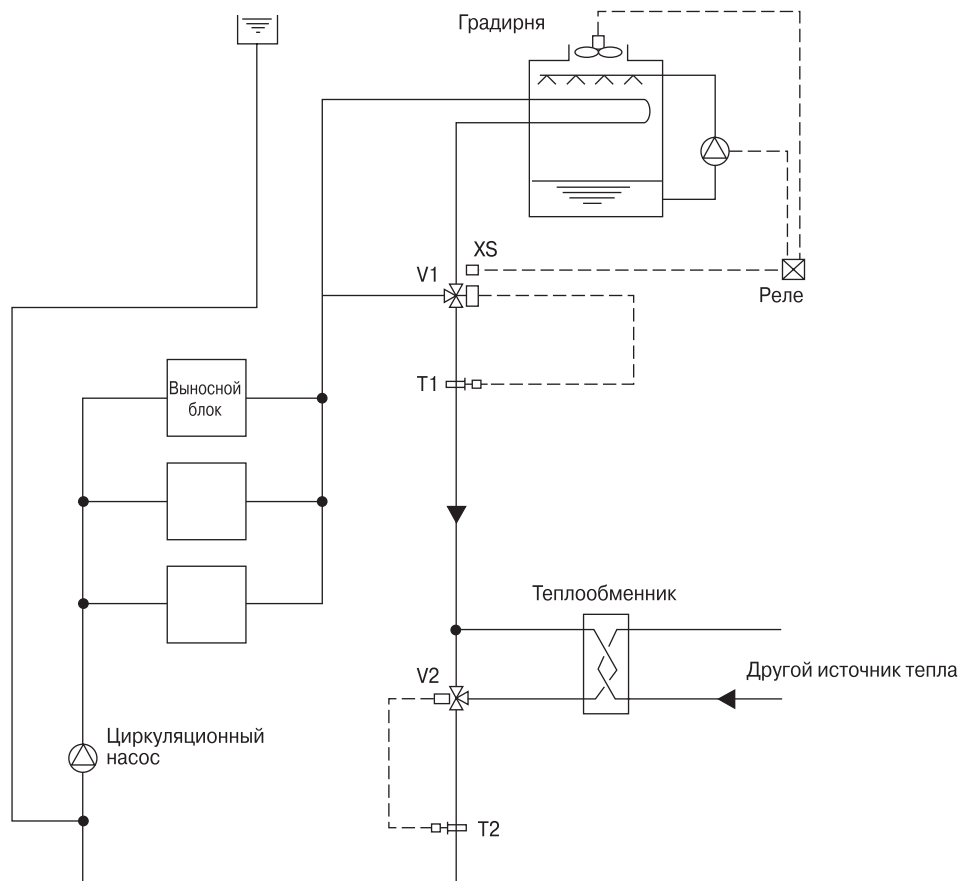 Градирня
XS
V1
Реле
T1
Выносной
блок
Теплообменник
V2
Другой источник тепла
Циркуляционный
насос
T2